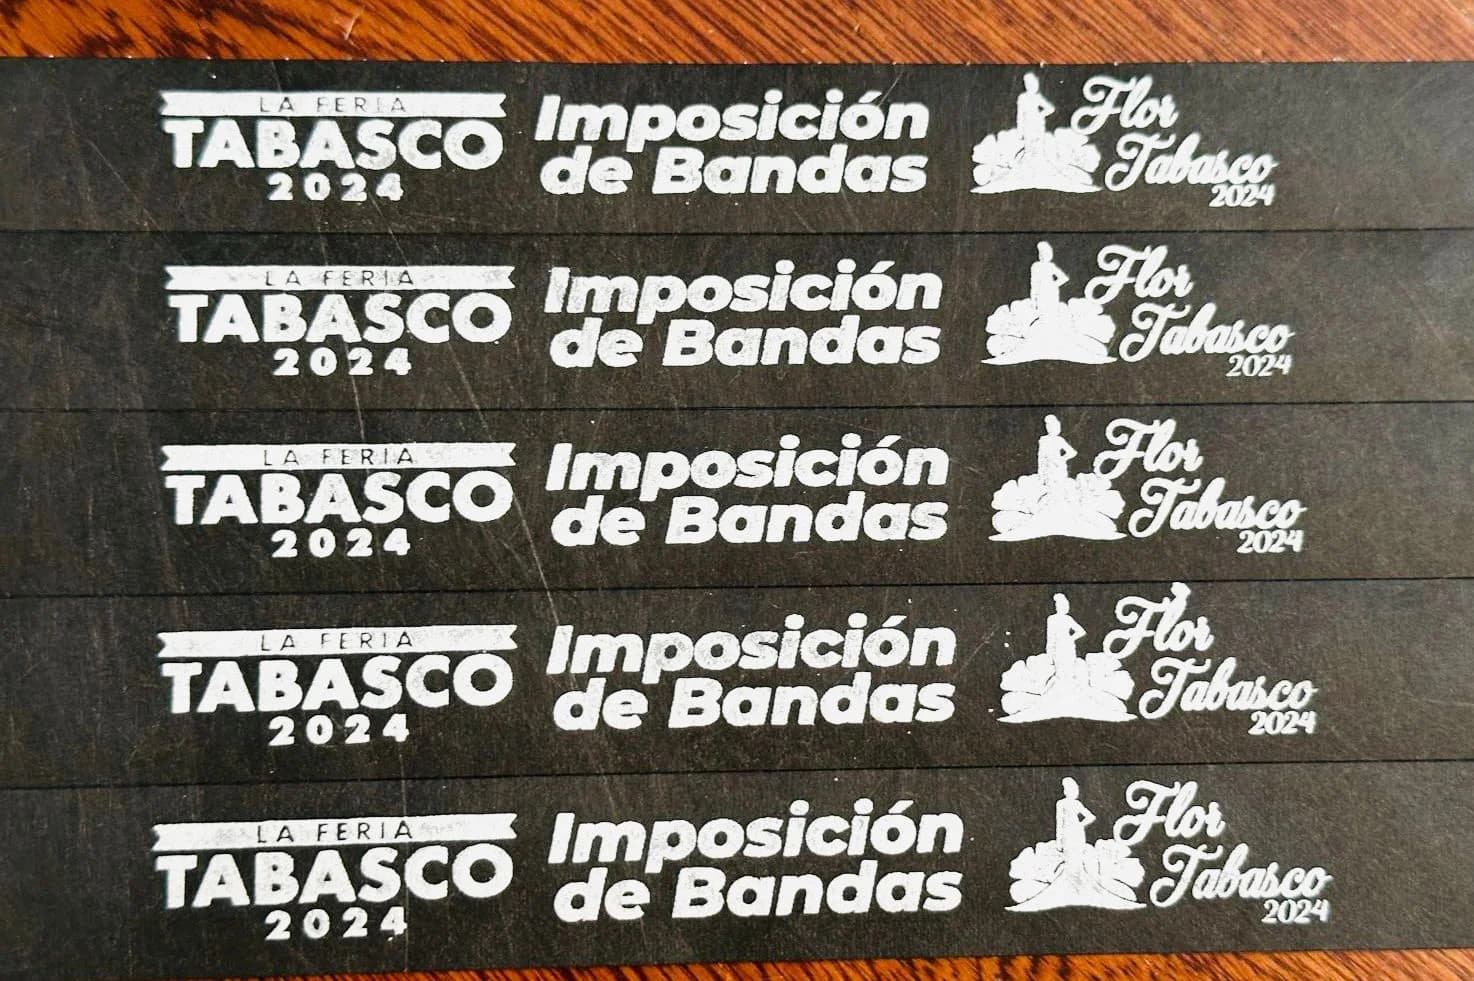 LA FERIA
TABASCO
2024
Imposición
de Bandas
Flor
Tabasco
2024
LA FERIA
TABASCO
2024
Imposición
de Bandas
Flor
Tabasco
2024
LA FERIA
TABASCO
2024
Imposición
de Bandas
Flor
Tabasco
2024
LA FERIA
TABASCO
2024
Imposición
de Bandas
Flor
Tabasco
2024
LA FERIA
TABASCO
2024
Imposición
de Bandas
Flor
Tabasco
2024